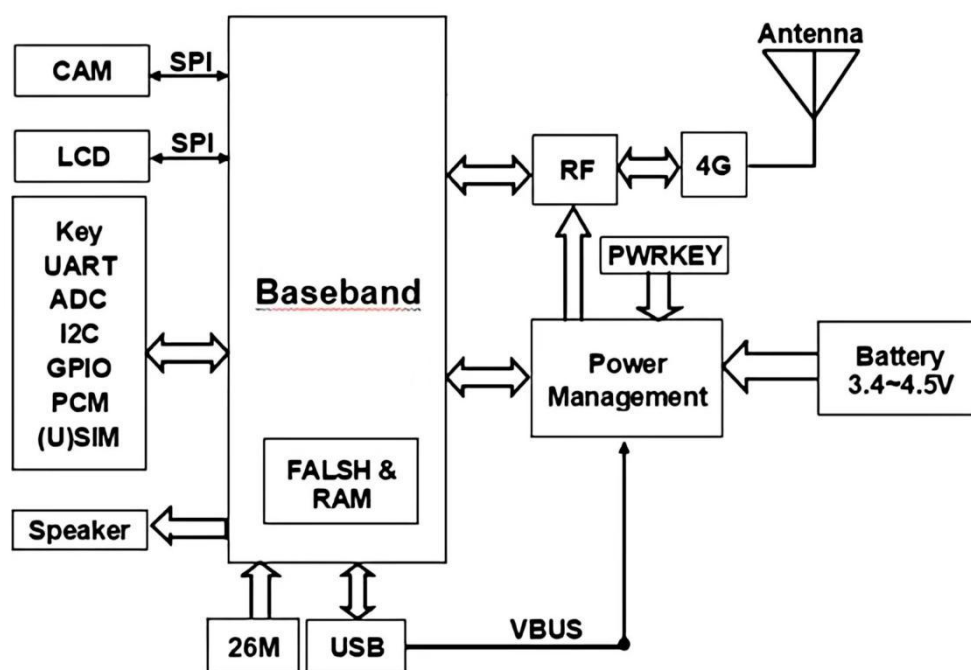 Antenna
CAM
SPI
LCD
SPI
RF
4G
Key
UART
ADC
I2C
GPIO
PCM
(U)SIM
Baseband
PWRKEY
Power
Management
Battery
3.4~4.5V
FALSH &
RAM
Speaker
26M
USB
VBUS